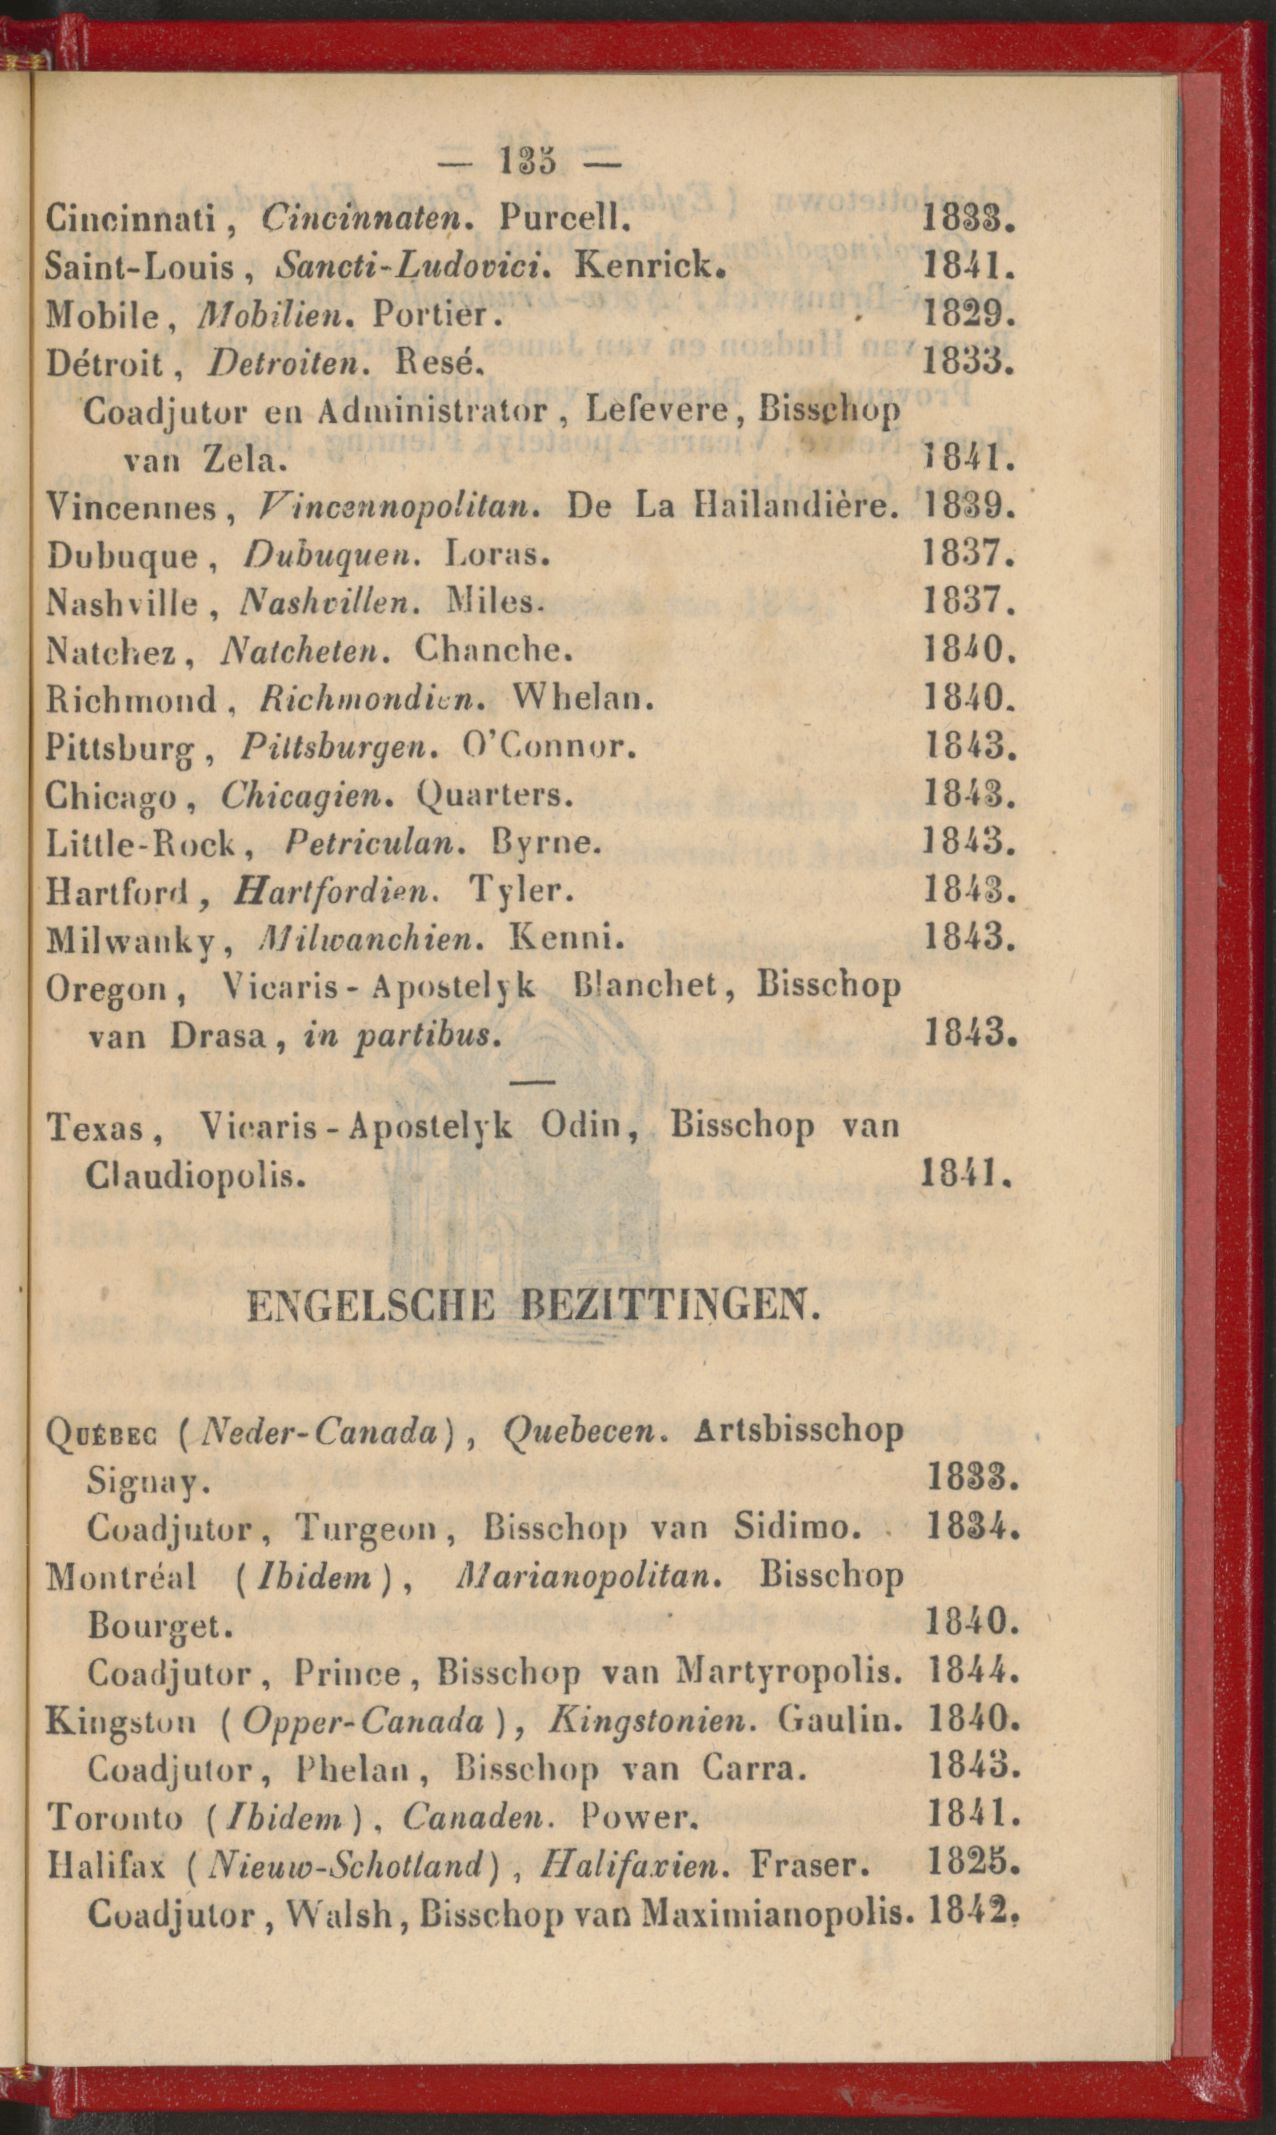 — 135 —
Cincinnati, Cincinnaten. Purcell. 1833.
Saint-Louis, Sancti-Ludovici. Kenrick. 1841.
Mobile, Mobilien. Portier. 1829.
Détroit, Detroiten. Resé. 1833.
Coadjutor en Administrator, Lefevere, Bisschop
van Zela. 1841.
Vincennes, Vincennopolitan. De La Hailandière. 1839.
Dubuque, Dubuquen. Loras. 1837.
Nashville, Nashvillen. Miles. 1837.
Natchez, Natcheten. Chanche. 1840.
Richmond, Richmondien. Whelan. 1840.
Pittsburg, Pittsburgen. O'Connor. 1843.
Chicago, Chicagien. Quarters. 1843.
Little-Rock, Petriculan. Byrne. 1843.
Hartford, Hartfordien. Tyler. 1843.
Milwanky, Milwanchien. Kenni. 1843.
Oregon, Vicaris-Apostelyk Blanchet, Bisschop
van Drasa, in partibus. 1843.
Texas, Vicaris-Apostelyk Odin, Bisschop van
Claudiopolis. 1841.
ENGELSCHE BEZITTINGEN.
QUÉBEC (Neder-Canada), Quebecen. Artsbisschop
Signay. 1833.
Coadjutor, Turgeon, Bisschop van Sidimo. 1834.
Montréal (Ibidem), Marianopolitan. Bisschop
Bourget. 1840.
Coadjutor, Prince, Bisschop van Martyropolis. 1844.
Kingston (Opper-Canada), Kingstonien. Gaulin. 1840.
Coadjutor, Phelan, Bisschop van Carra. 1843.
Toronto (Ibidem), Canaden. Power. 1841.
Halifax (Nieuw-Schotland), Halifaxien. Fraser. 1825.
Coadjutor, Walsh, Bisschop van Maximianopolis. 1842.